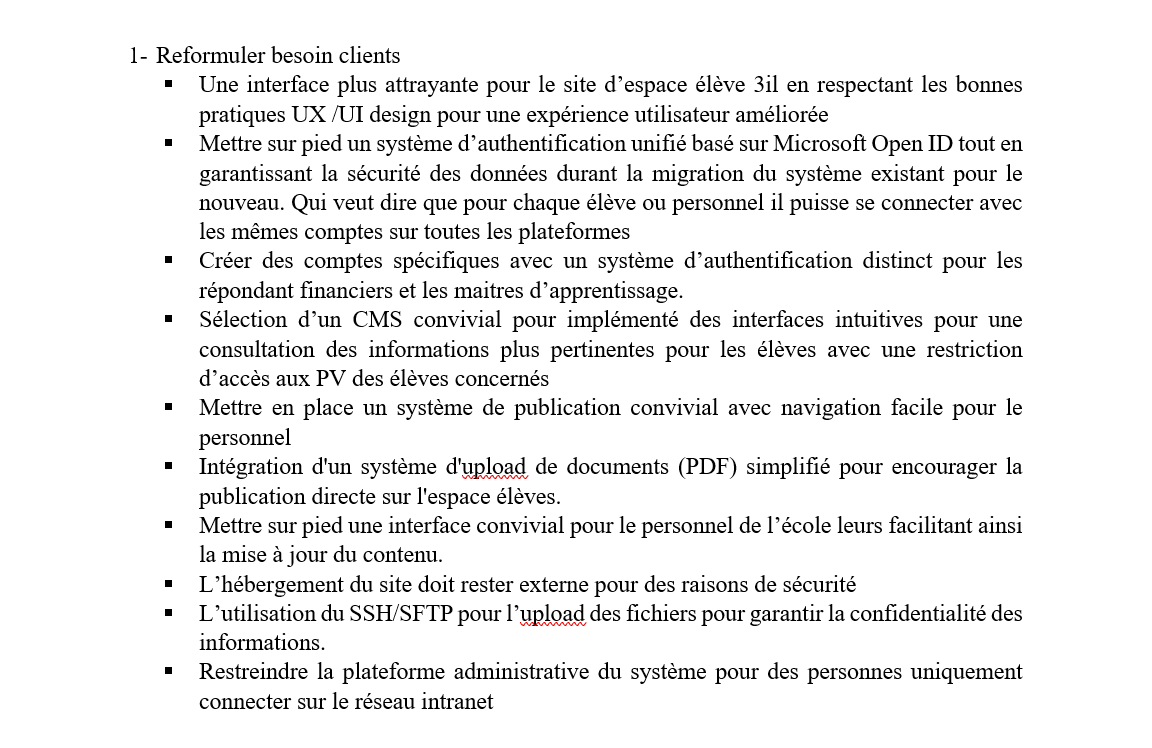 1- Reformuler besoin clients
▪ Une interface plus attrayante pour le site d’espace élève 3il en respectant les bonnes
pratiques UX /UI design pour une expérience utilisateur améliorée
▪ Mettre sur pied un système d’authentification unifié basé sur Microsoft Open ID tout en
garantissant la sécurité des données durant la migration du système existant pour le
nouveau. Qui veut dire que pour chaque élève ou personnel il puisse se connecter avec
les mêmes comptes sur toutes les plateformes
▪ Créer des comptes spécifiques avec un système d’authentification distinct pour les
répondant financiers et les maitres d’apprentissage.
▪ Sélection d’un CMS convivial pour implémenté des interfaces intuitives pour une
consultation des informations plus pertinentes pour les élèves avec une restriction
d’accès aux PV des élèves concernés
▪ Mettre en place un système de publication convivial avec navigation facile pour le
personnel
▪ Intégration d'un système d'upload de documents (PDF) simplifié pour encourager la
publication directe sur l'espace élèves.
▪ Mettre sur pied une interface convivial pour le personnel de l’école leurs facilitant ainsi
la mise à jour du contenu.
▪ L’hébergement du site doit rester externe pour des raisons de sécurité
▪ L’utilisation du SSH/SFTP pour l’upload des fichiers pour garantir la confidentialité des
informations.
▪ Restreindre la plateforme administrative du système pour des personnes uniquement
connecter sur le réseau intranet